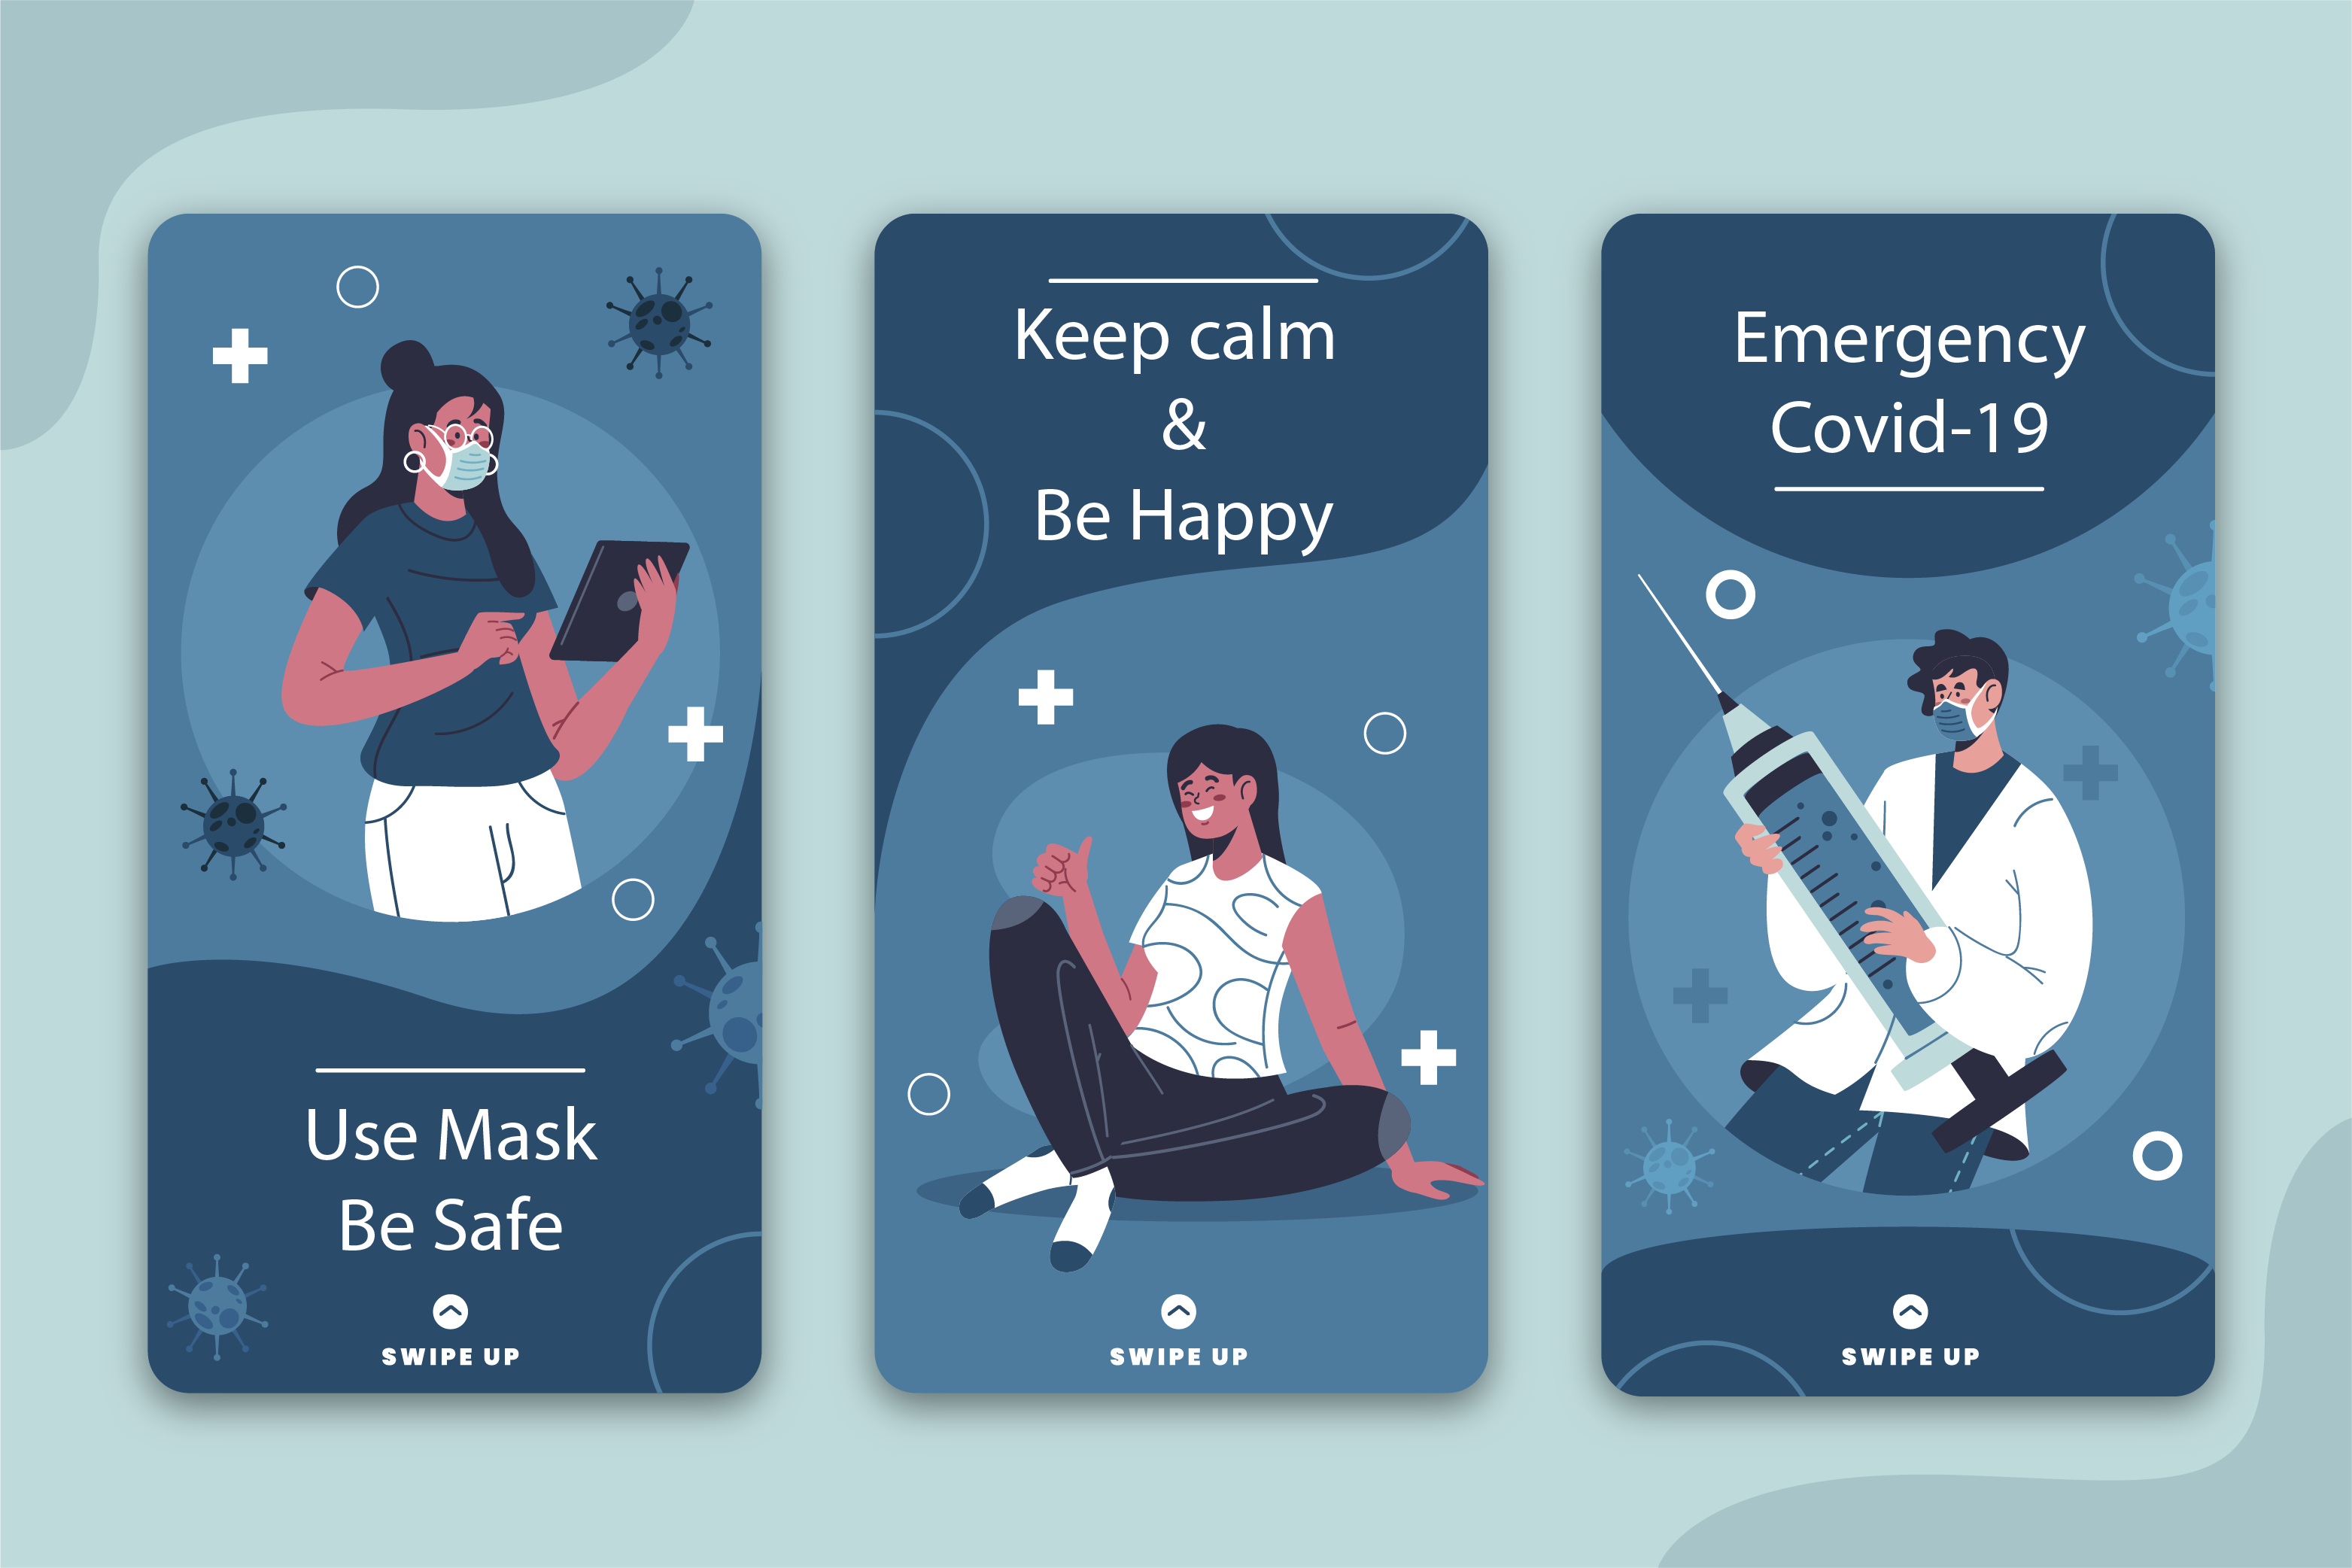 Use Mask
Be Safe
SWIPE UP
Keep calm
&
Be Happy
SWIPE UP
Emergency
Covid-19
SWIPE UP